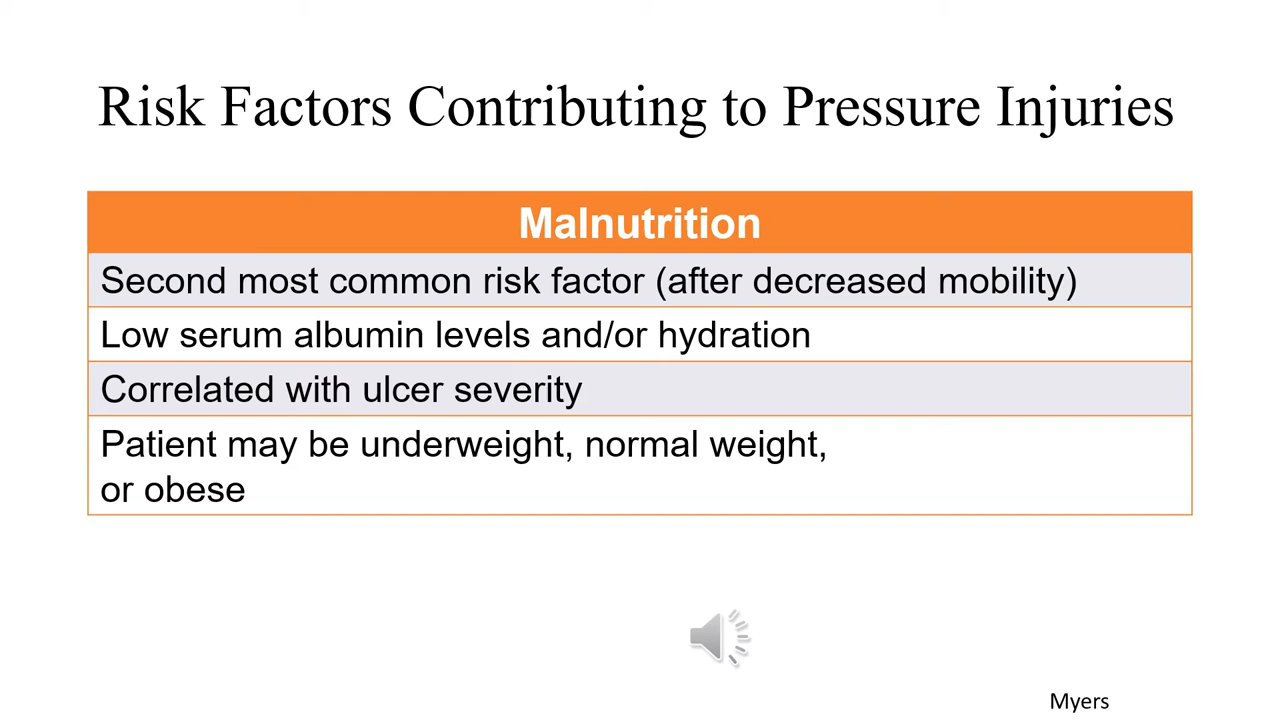 Risk Factors Contributing to Pressure Injuries
Malnutrition
Second most common risk factor (after decreased mobility)
Low serum albumin levels and/or hydration
Correlated with ulcer severity
Patient may be underweight, normal weight,
or obese
Myers